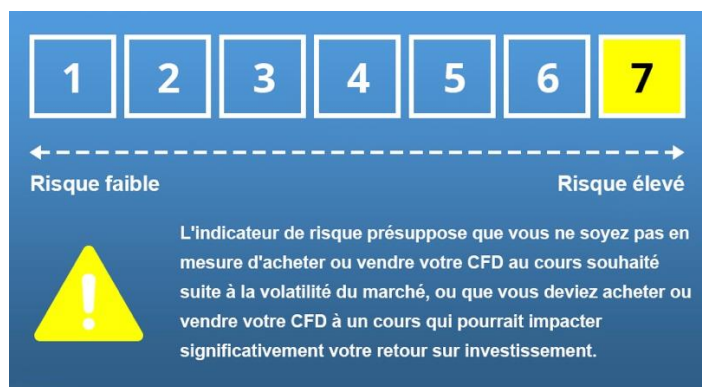 1 2 3 4 5 6 7
Risque faible Risque élevé
L'indicateur de risque présuppose que vous ne soyez pas en
mesure d'acheter ou vendre votre CFD au cours souhaité
suite à la volatilité du marché, ou que vous deviez acheter ou
vendre votre CFD à un cours qui pourrait impacter
significativement votre retour sur investissement.